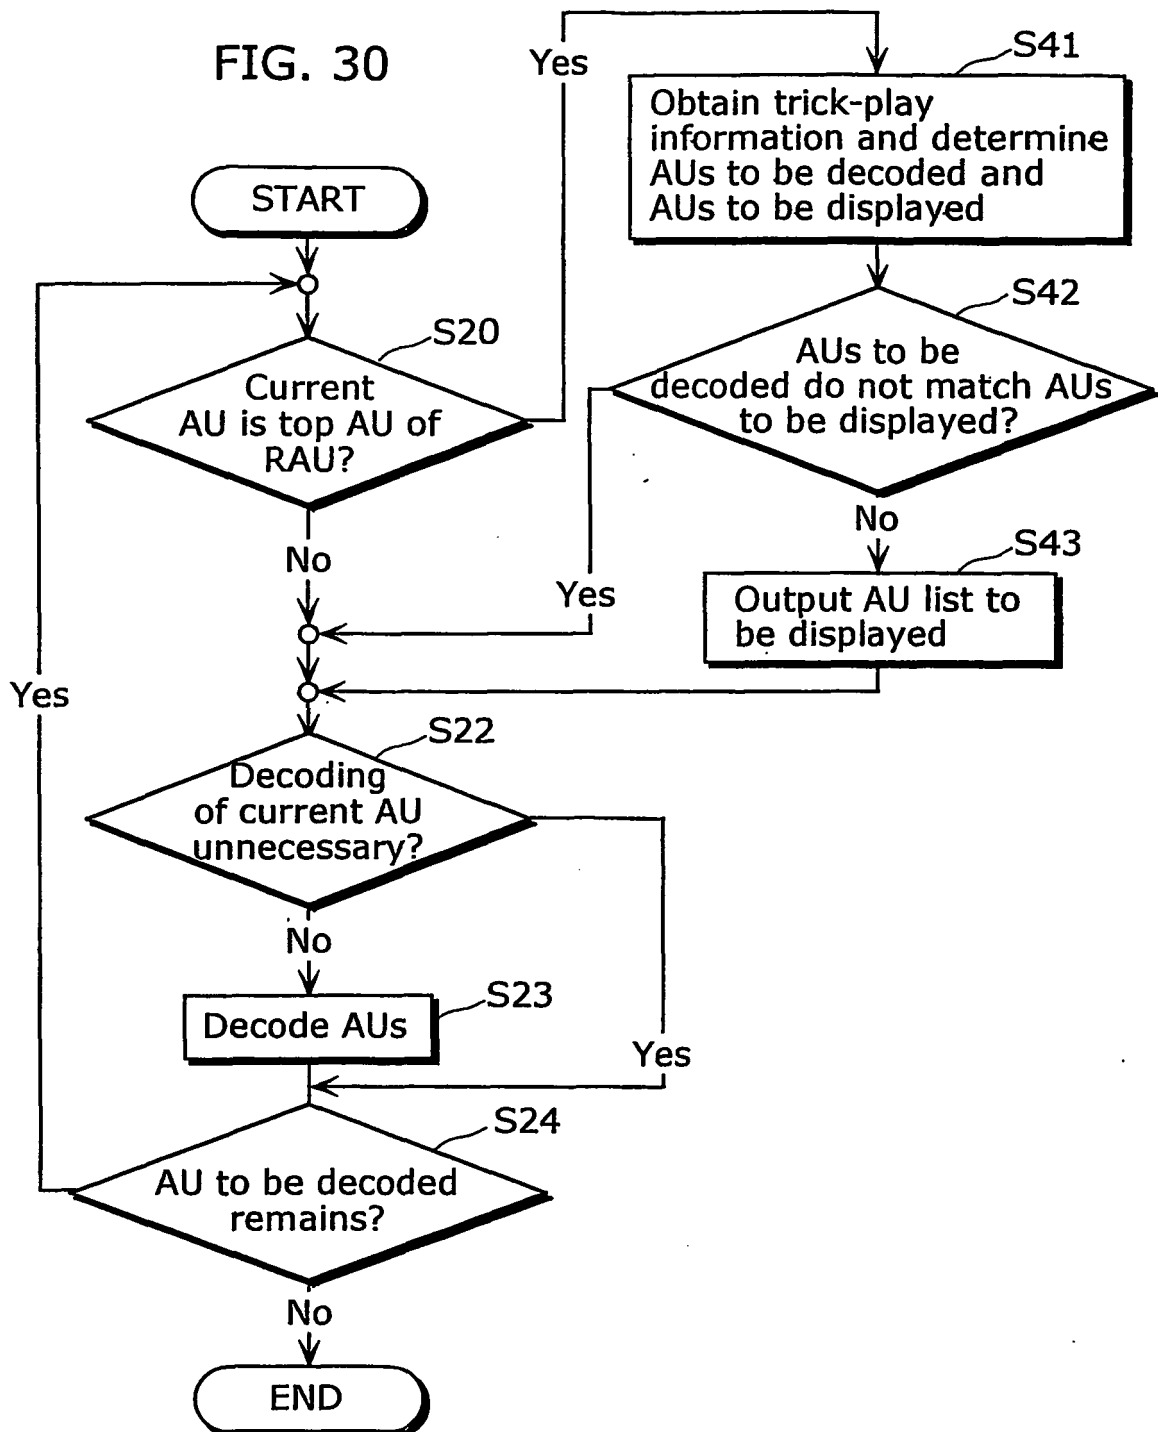 FIG. 30
START
S20
Current
AU is top AU of
RAU?
Yes
No
S41
Obtain trick-play
information and determine
AUs to be decoded and
AUs to be displayed
S42
AUs to be
decoded do not match AUs
to be displayed?
Yes
No
S43
Output AU list to
be displayed
S22
Decoding
of current AU
unnecessary?
Yes
No
S23
Decode AUs
S24
AU to be decoded
remains?
Yes
No
END